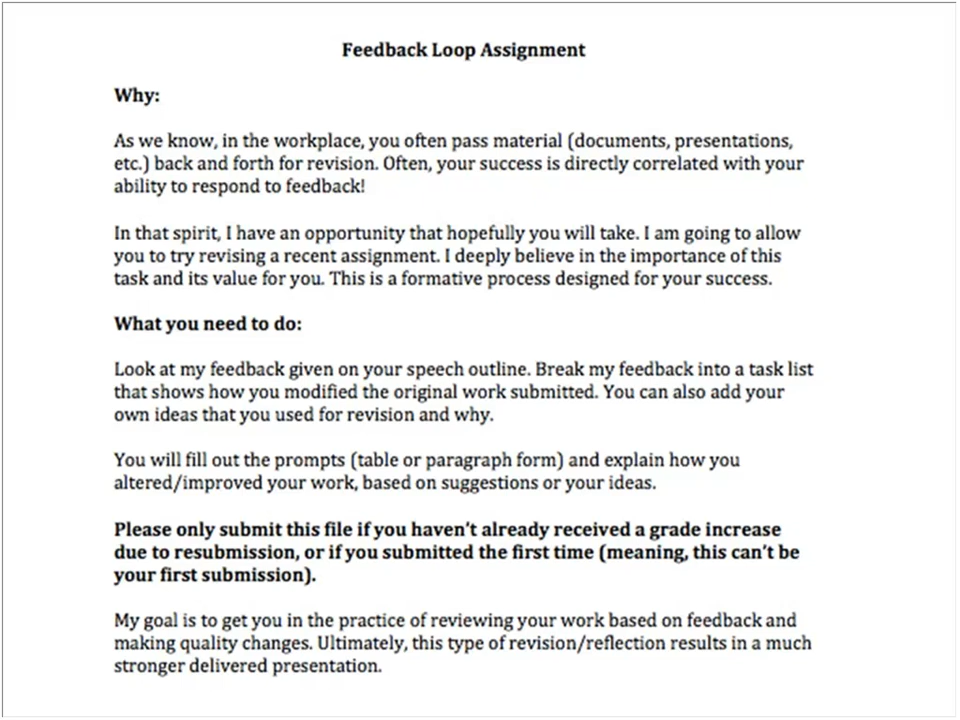 Feedback Loop Assignment
Why:
As we know, in the workplace, you often pass material (documents, presentations,
etc.) back and forth for revision. Often, your success is directly correlated with your
ability to respond to feedback!
In that spirit, I have an opportunity that hopefully you will take. I am going to allow
you to try revising a recent assignment. I deeply believe in the importance of this
task and its value for you. This is a formative process designed for your success.
What you need to do:
Look at my feedback given on your speech outline. Break my feedback into a task list
that shows how you modified the original work submitted. You can also add your
own ideas that you used for revision and why.
You will fill out the prompts (table or paragraph form) and explain how you
altered/improved your work, based on suggestions or your ideas.
Please only submit this file if you haven't already received a grade increase
due to resubmission, or if you submitted the first time (meaning, this can't be
your first submission).
My goal is to get you in the practice of reviewing your work based on feedback and
making quality changes. Ultimately, this type of revision/reflection results in a much
stronger delivered presentation.